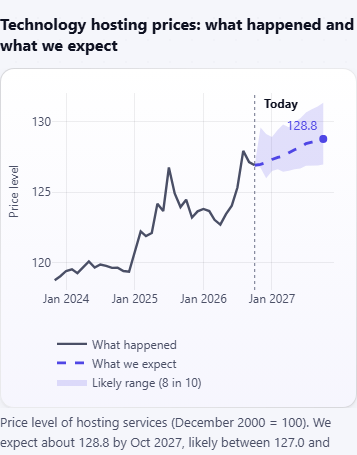 Technology hosting prices: what happened and
what we expect
Today
128.8
130
125
120
Price level
Jan 2024
Jan 2025
Jan 2026
Jan 2027
What happened
What we expect
Likely range (8 in 10)
Price level of hosting services (December 2000 = 100). We
expect about 128.8 by Oct 2027, likely between 127.0 and